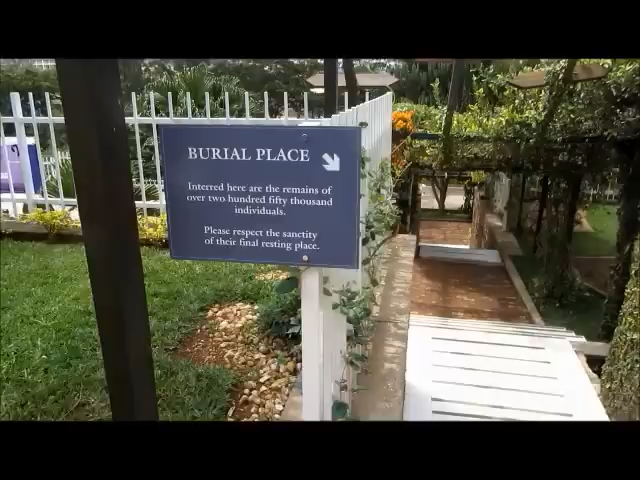 BURIAL PLACE
Interred here are the remains of
over two hundred fifty thousand
individuals.
Please respect the sanctity
of their final resting place.